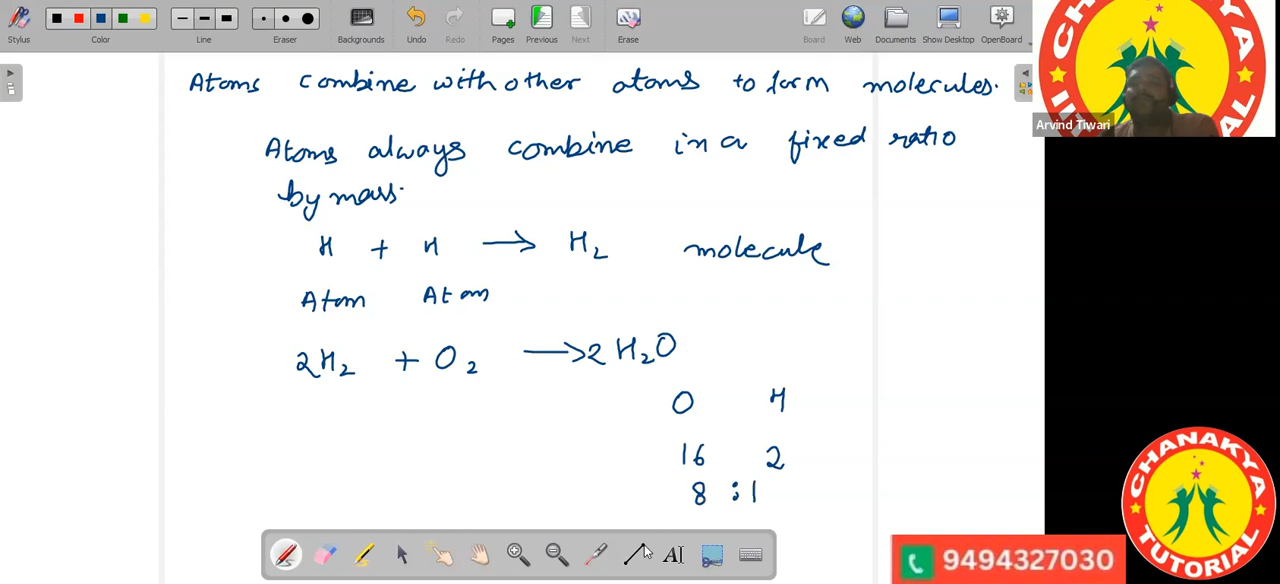 Stylus
Color
Line
Eraser
Backgrounds
Undo
Redo
Pages
Previous
Next
Erase
Board
Web
Documents
Show Desktop
OpenBoard
Atoms combine with other atoms to form molecules.
Atoms always combine in a fixed ratio
by mass.
H + H → H₂ molecule
Atom Atom
2H₂ + O₂ → 2H₂O
O H
16 2
8 : 1
Arvind Tiwari
CHANAKYA
TUTORIAL
9494327030
AI